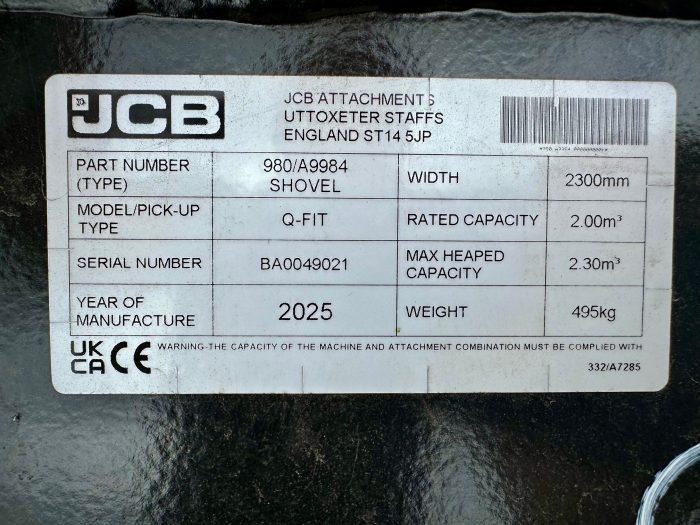 JCB
JCB ATTACHMENTS
UTTOXETER STAFFS
ENGLAND ST14 5JP
PART NUMBER (TYPE)
980/A9984 SHOVEL
WIDTH
2300mm
MODEL/PICK-UP TYPE
Q-FIT
RATED CAPACITY
2.00m³
SERIAL NUMBER
BA0049021
MAX HEAPED CAPACITY
2.30m³
YEAR OF MANUFACTURE
2025
WEIGHT
495kg
UK
CA
CE
WARNING-THE CAPACITY OF THE MACHINE AND ATTACHMENT COMBINATION MUST BE COMPLIED WITH
332/A7285